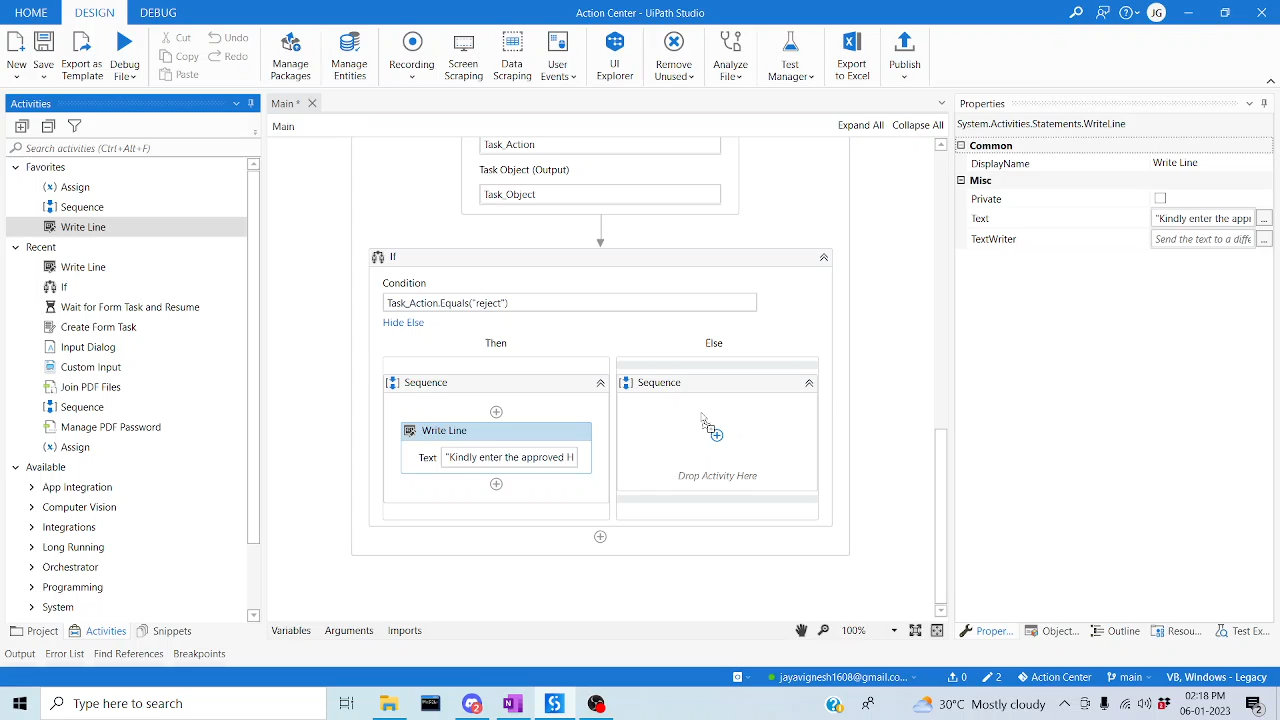 HOME DESIGN DEBUG Action Center - UiPath Studio JG
New Save Export as Template Debug File Cut Copy Paste Undo Redo Manage Packages Manage Entities Recording Screen Scraping Data Scraping User Events UI Explorer Remove Unused Analyze File Test Manager Export to Excel Publish
Activities
Search activities (Ctrl+Alt+F)
Favorites
Assign
Sequence
Write Line
Recent
Write Line
If
Wait for Form Task and Resume
Create Form Task
Input Dialog
Custom Input
Join PDF Files
Sequence
Manage PDF Password
Assign
Available
App Integration
Computer Vision
Integrations
Long Running
Orchestrator
Programming
System
Project Activities Snippets
Main *
Main Expand All Collapse All
Task_Action
Task Object (Output)
Task_Object
If
Condition
Task_Action.Equals("reject")
Hide Else
Then Else
Sequence Sequence
Write Line
Text "Kindly enter the approved H
Drop Activity Here
Variables Arguments Imports 100%
Properties
System.Activities.Statements.WriteLine
Common
DisplayName Write Line
Misc
Private
Text "Kindly enter the appr ...
TextWriter Send the text to a diffe ...
Proper... Object... Outline Resou... Test Ex...
Output Error List Find References Breakpoints
jayavignesh1608@gmail.co... 0 2 Action Center main VB, Windows - Legacy
Type here to search
30°C Mostly cloudy 02:18 PM
06-01-2023 2